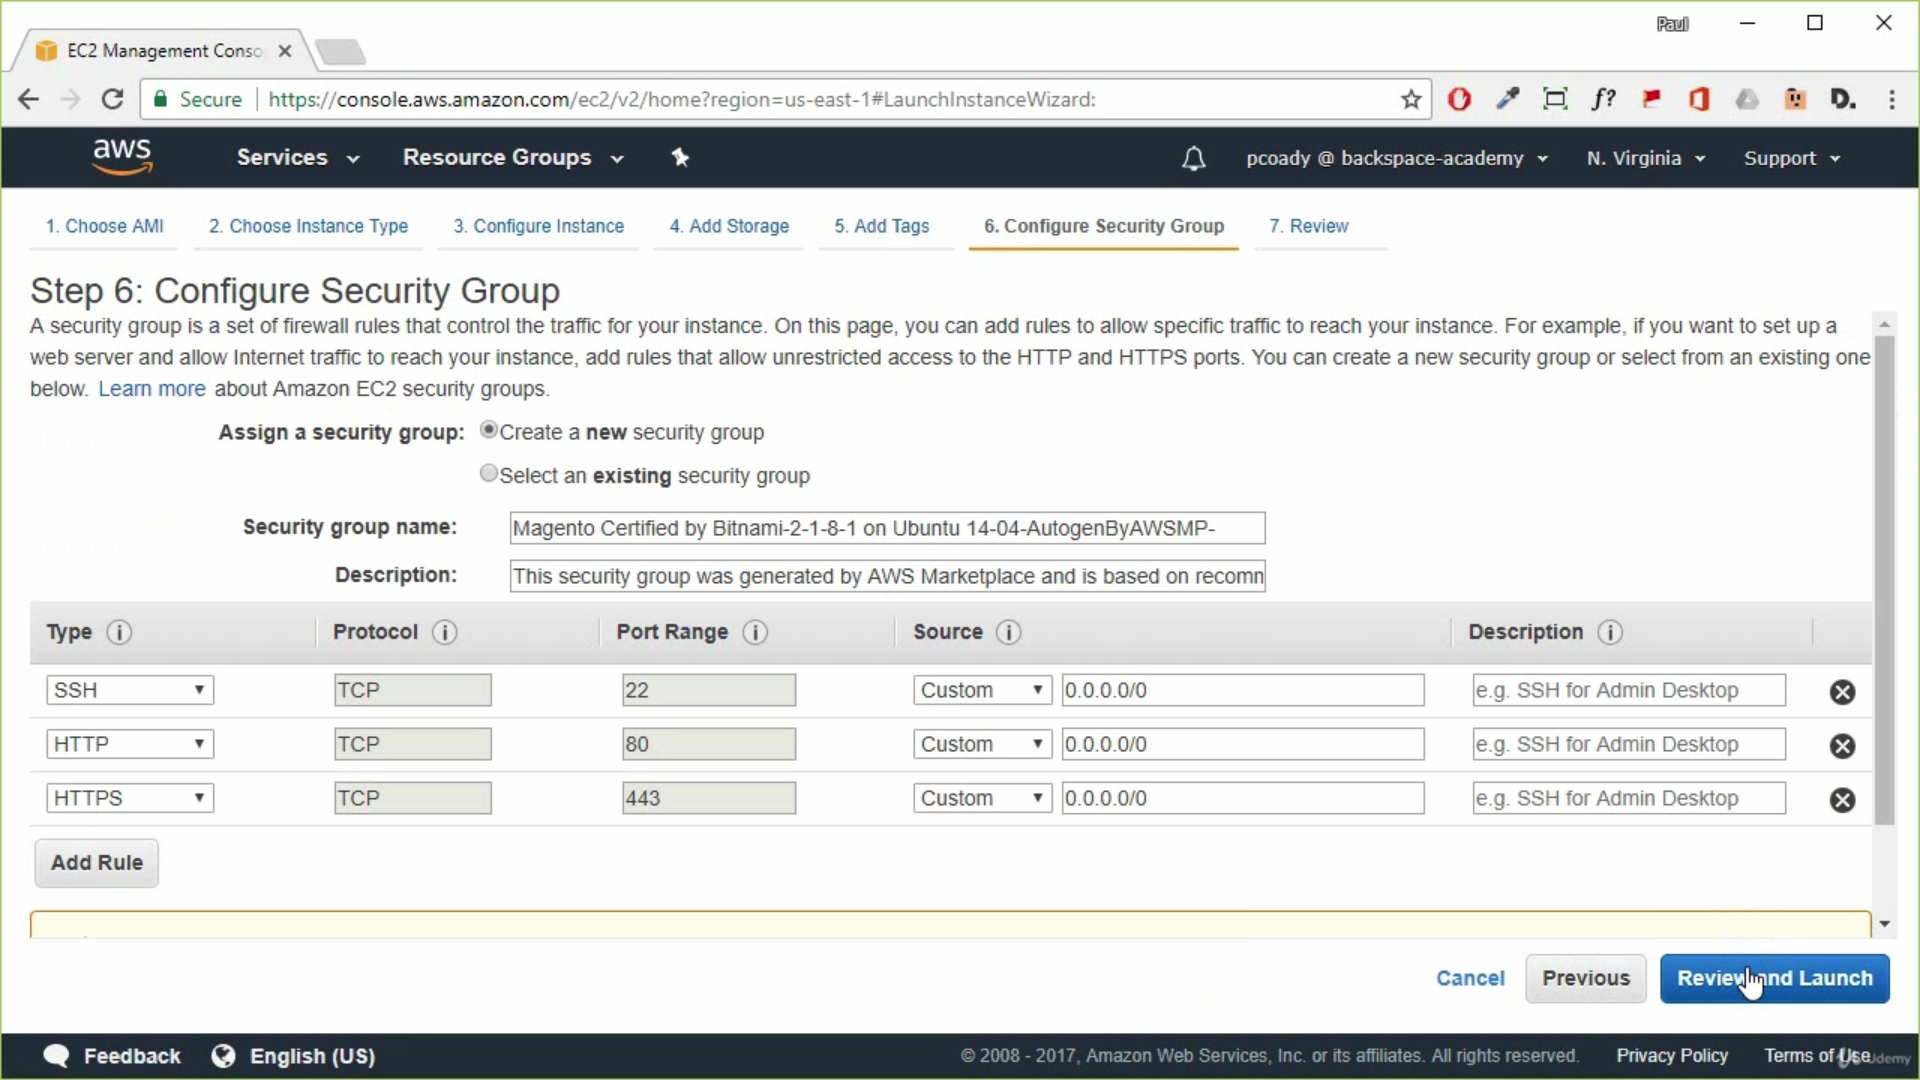 Paul
EC2 Management Conso
Secure https://console.aws.amazon.com/ec2/v2/home?region=us-east-1#LaunchInstanceWizard:
f? D.
aws Services Resource Groups pcoady @ backspace-academy N. Virginia Support
1. Choose AMI 2. Choose Instance Type 3. Configure Instance 4. Add Storage 5. Add Tags 6. Configure Security Group 7. Review
Step 6: Configure Security Group
A security group is a set of firewall rules that control the traffic for your instance. On this page, you can add rules to allow specific traffic to reach your instance. For example, if you want to set up a
web server and allow Internet traffic to reach your instance, add rules that allow unrestricted access to the HTTP and HTTPS ports. You can create a new security group or select from an existing one
below. Learn more about Amazon EC2 security groups.
Assign a security group: Create a new security group
Select an existing security group
Security group name: Magento Certified by Bitnami-2-1-8-1 on Ubuntu 14-04-AutogenByAWSMP-
Description: This security group was generated by AWS Marketplace and is based on recomm
Type Protocol Port Range Source Description
SSH TCP 22 Custom 0.0.0.0/0 e.g. SSH for Admin Desktop
HTTP TCP 80 Custom 0.0.0.0/0 e.g. SSH for Admin Desktop
HTTPS TCP 443 Custom 0.0.0.0/0 e.g. SSH for Admin Desktop
Add Rule
Cancel Previous Review and Launch
Feedback English (US) © 2008 - 2017, Amazon Web Services, Inc. or its affiliates. All rights reserved. Privacy Policy Terms of Use
Udemy